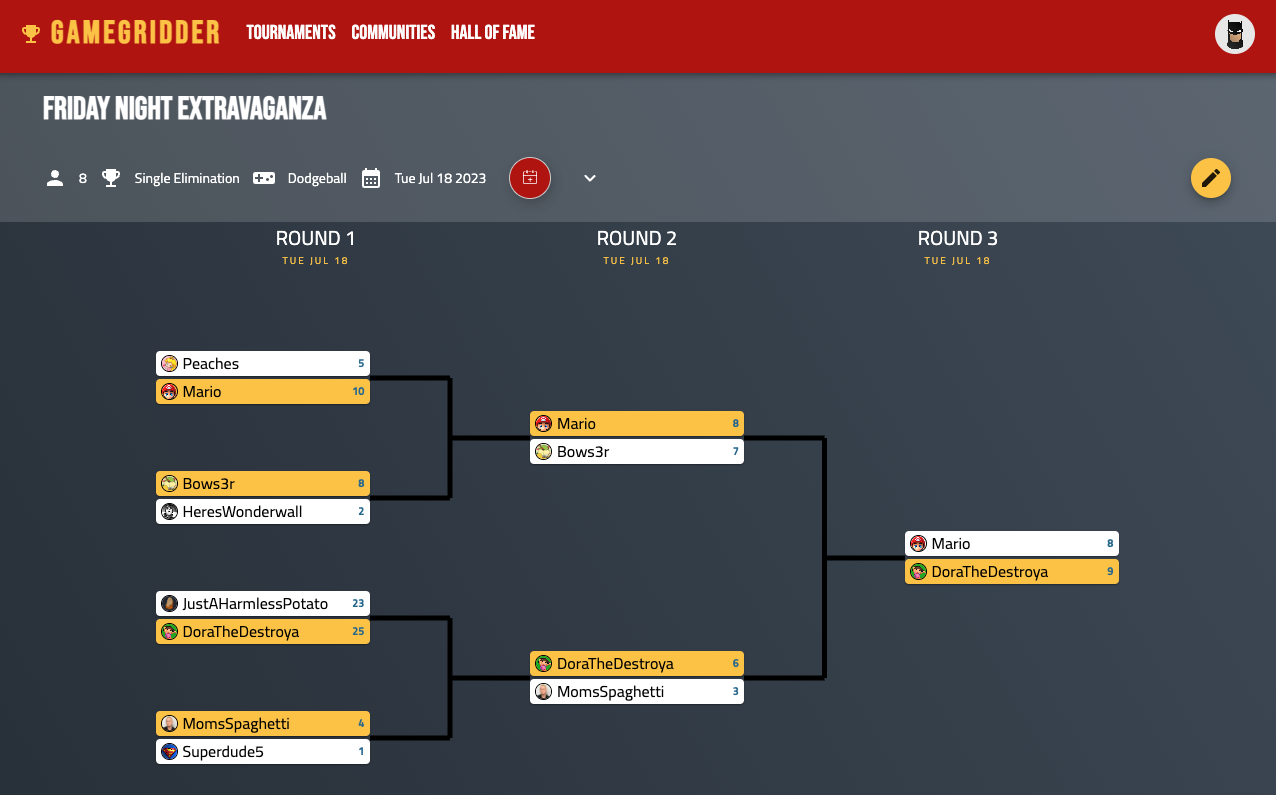 GAMEGRIDDER TOURNAMENTS COMMUNITIES HALL OF FAME
FRIDAY NIGHT EXTRAVAGANZA
8 Single Elimination Dodgeball Tue Jul 18 2023
ROUND 1 ROUND 2 ROUND 3
TUE JUL 18 TUE JUL 18 TUE JUL 18
Peaches 5
Mario 10
Bows3r 8
HeresWonderwall 2
JustAHarmlessPotato 23
DoraTheDestroya 25
MomsSpaghetti 4
Superdude5 1
Mario 8
Bows3r 7
DoraTheDestroya 6
MomsSpaghetti 3
Mario 8
DoraTheDestroya 9